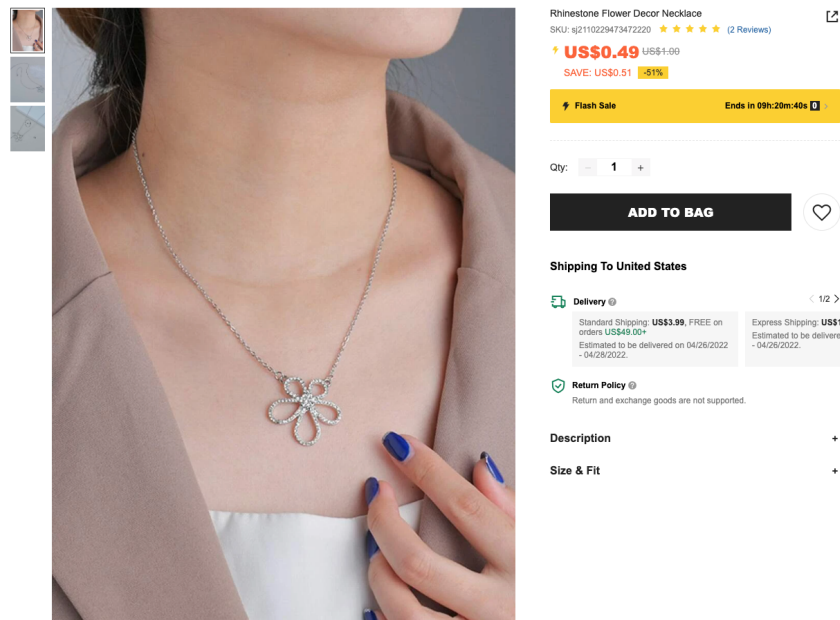 Rhinestone Flower Decor Necklace
SKU: sj2110229473472220 (2 Reviews)
US$0.49 US$1.00
SAVE: US$0.51 -51%
Flash Sale Ends in 09h:20m:40s 0
Qty: − 1 +
ADD TO BAG
Shipping To United States
Delivery ? 1/2
Standard Shipping: US$3.99, FREE on
orders US$49.00+
Estimated to be delivered on 04/26/2022
- 04/28/2022.
Express Shipping: US$1
Estimated to be delivere
- 04/26/2022.
Return Policy ?
Return and exchange goods are not supported.
Description +
Size & Fit +